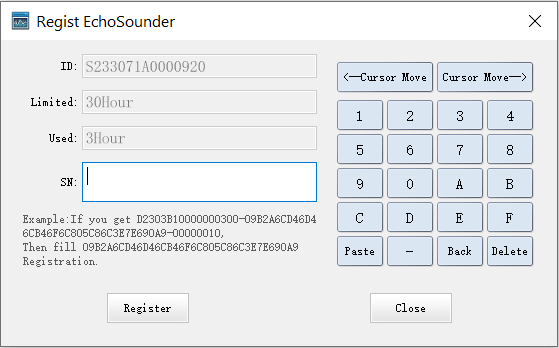 Regist EchoSounder
ID: S233071A0000920
Limited: 30Hour
Used: 3Hour
SN:
Example:If you get D2303B10000000300-09B2A6CD46D4
6CB46F6C805C86C3E7E690A9-00000010,
Then fill 09B2A6CD46D46CB46F6C805C86C3E7E690A9
Registration.
Register
<—Cursor Move Cursor Move—>
1 2 3 4
5 6 7 8
9 0 A B
C D E F
Paste - Back Delete
Close